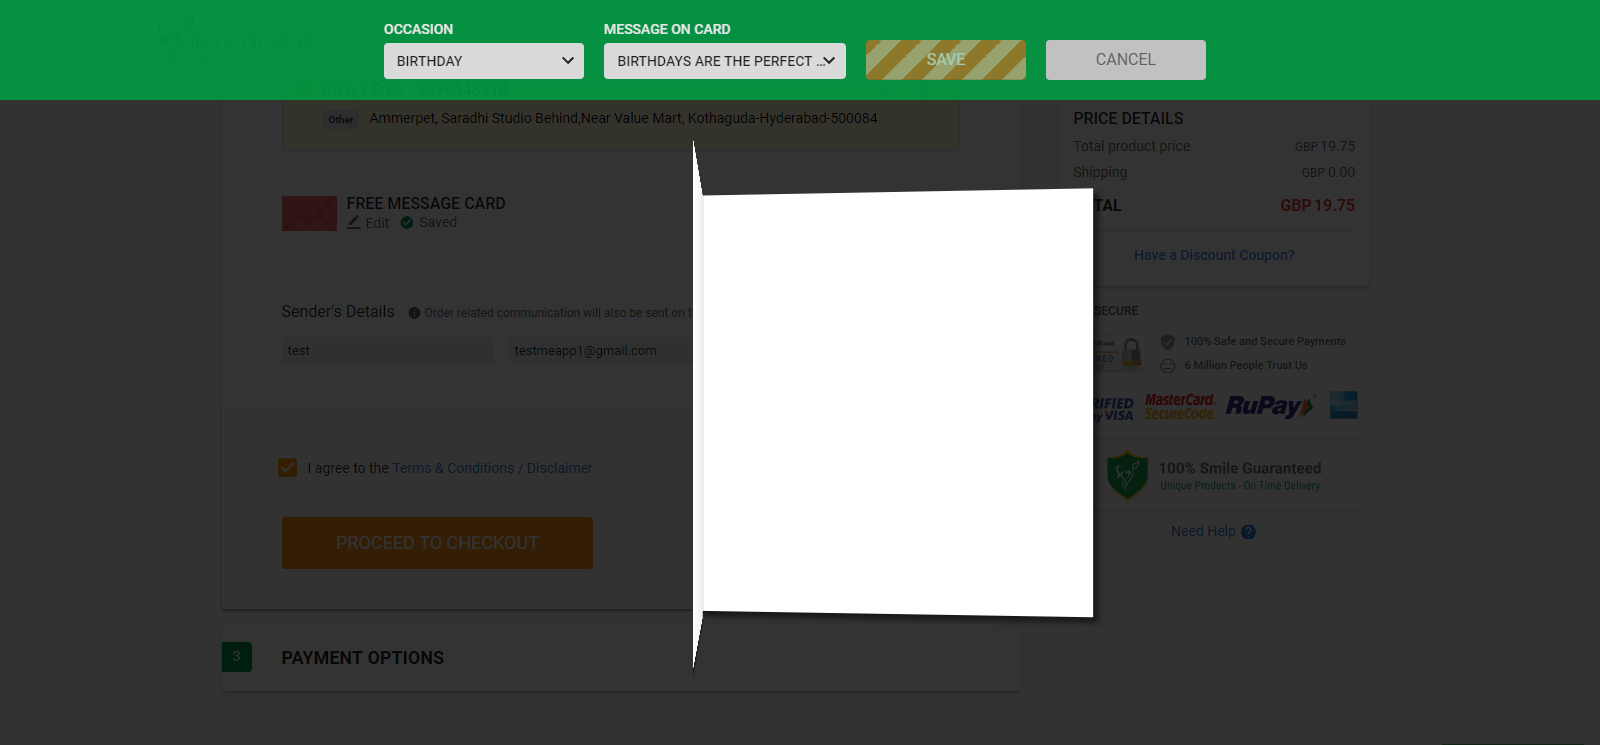 OCCASION
MESSAGE ON CARD
BIRTHDAY
BIRTHDAYS ARE THE PERFECT ...
SAVE
CANCEL
Chaya Sree 9876543210
Other
Ammerpet, Saradhi Studio Behind,Near Value Mart, Kothaguda-Hyderabad-500084
FREE MESSAGE CARD
Edit
Saved
Sender's Details
Order related communication will also be sent on
test
testmeapp1@gmail.com
I agree to the Terms & Conditions / Disclaimer
PROCEED TO CHECKOUT
3
PAYMENT OPTIONS
PRICE DETAILS
Total product price
GBP 19.75
Shipping
GBP 0.00
TAL
GBP 19.75
Have a Discount Coupon?
SECURE
100% Safe and Secure Payments
6 Million People Trust Us
RIFIED
by VISA
MasterCard.
SecureCode.
RuPay
100% Smile Guaranteed
Unique Products - On Time Delivery
Need Help ?